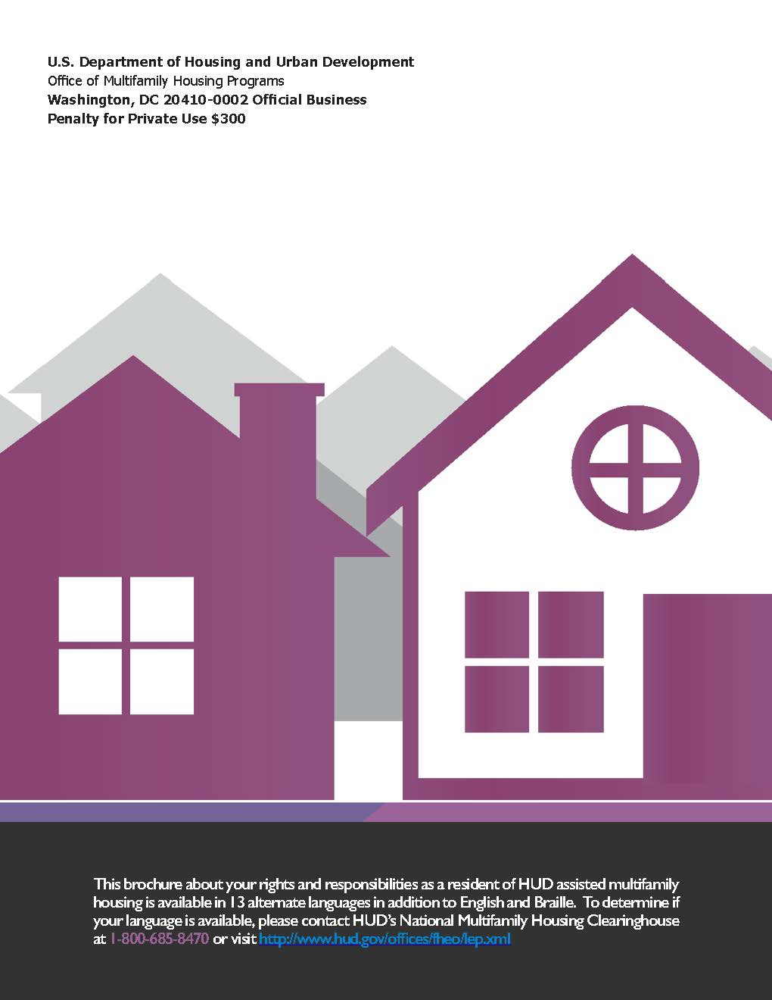 U.S. Department of Housing and Urban Development
Office of Multifamily Housing Programs
Washington, DC 20410-0002 Official Business
Penalty for Private Use $300
This brochure about your rights and responsibilities as a resident of HUD assisted multifamily
housing is available in 13 alternate languages in addition to English and Braille. To determine if
your language is available, please contact HUD's National Multifamily Housing Clearinghouse
at 1-800-685-8470 or visit http://www.hud.gov/offices/fheo/lep.xml